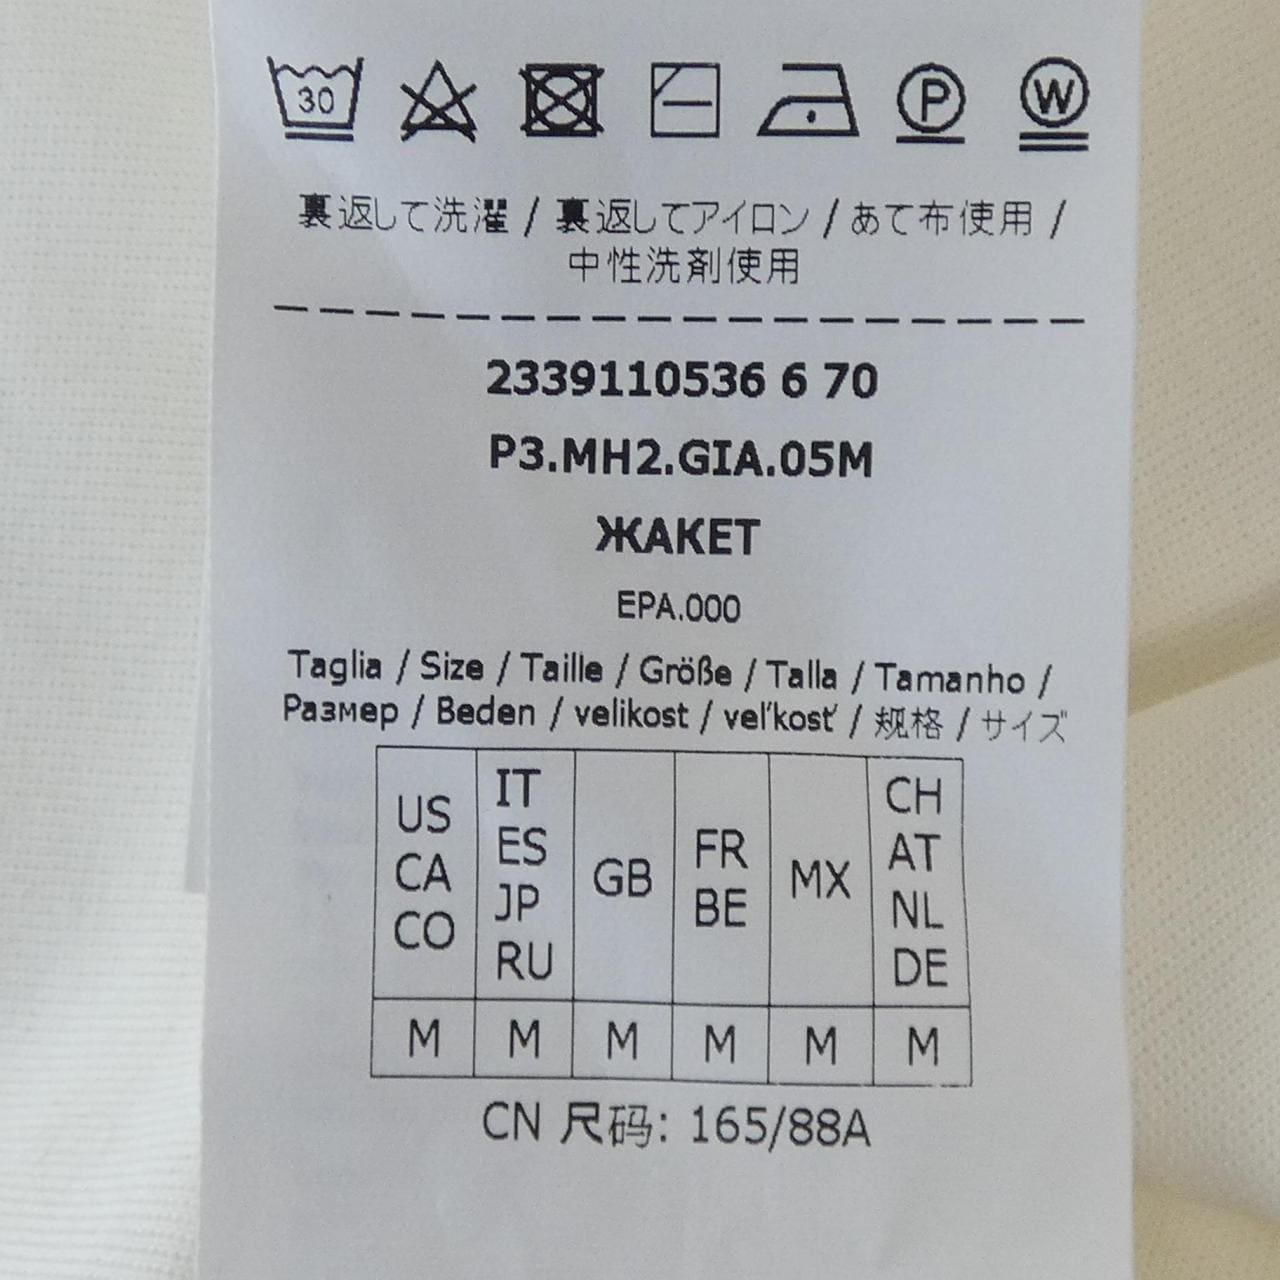 30 P W
裏返して洗濯 / 裏返してアイロン / あて布使用 /
中性洗剤使用
2339110536 6 70
P3.MH2.GIA.05M
ЖАКЕТ
EPA.000
Taglia / Size / Taille / Größe / Talla / Tamanho /
Размер / Beden / velikost / veľkosť / 规格 / サイズ
US CA CO
IT ES JP RU
GB
FR BE
MX
CH AT NL DE
M M M M M M
CN 尺码: 165/88A